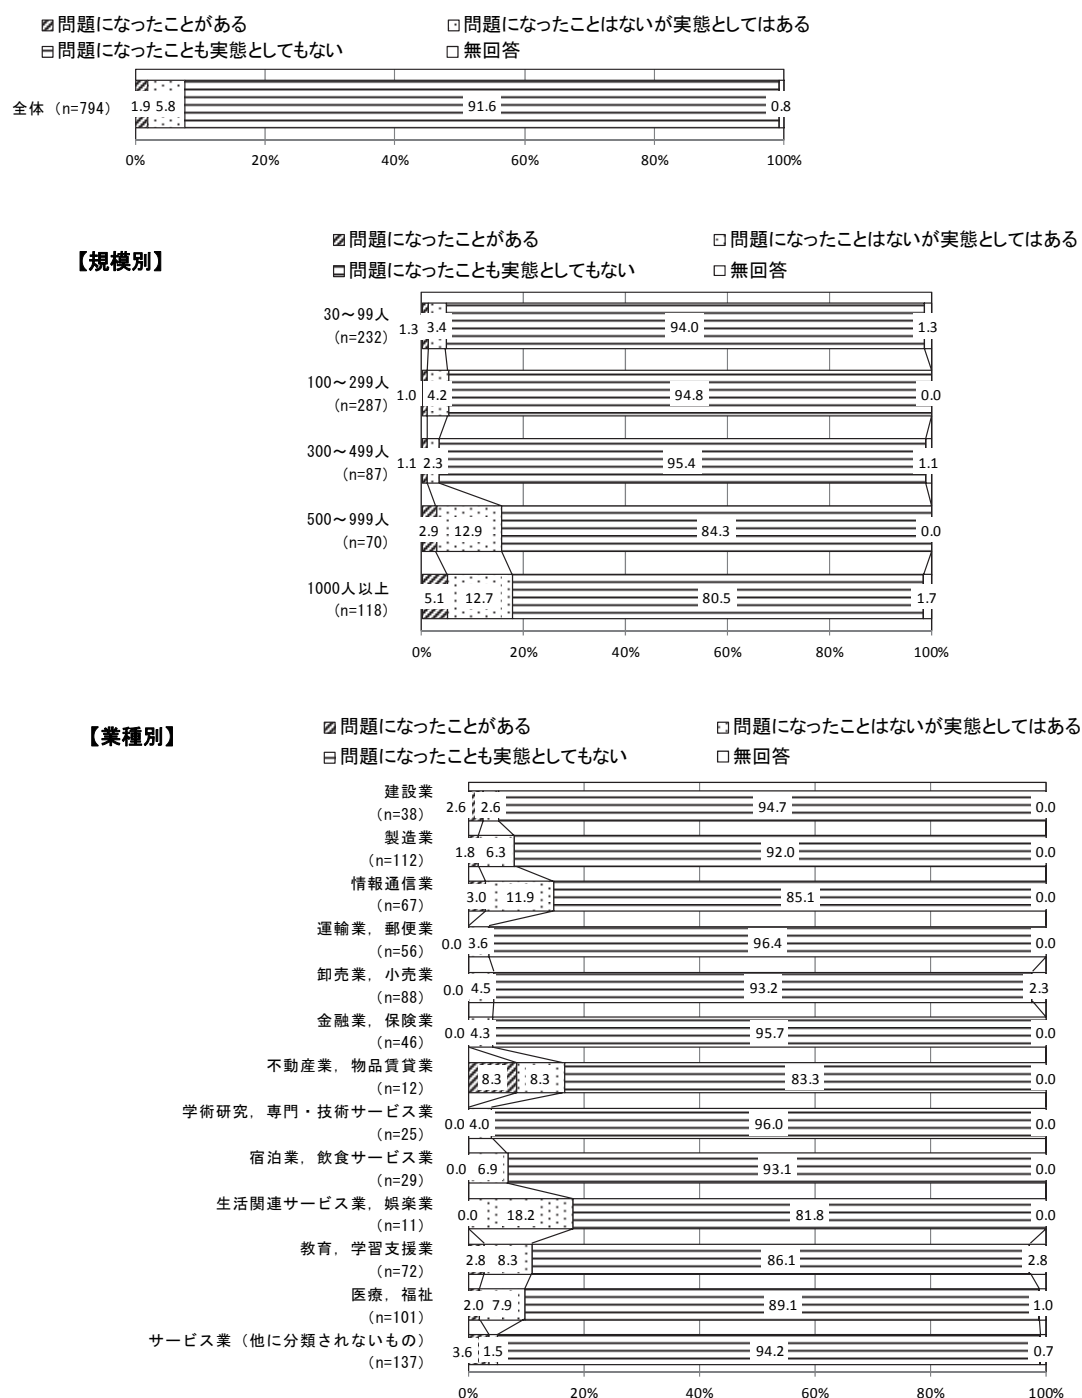 問題になったことがある 問題になったことはないが実態としてはある
問題になったことも実態としてもない 無回答
全体（n=794） 1.9 5.8 91.6 0.8
0% 20% 40% 60% 80% 100%
【規模別】
問題になったことがある 問題になったことはないが実態としてはある
問題になったことも実態としてもない 無回答
30～99人
（n=232） 1.3 3.4 94.0 1.3
100～299人
（n=287） 1.0 4.2 94.8 0.0
300～499人
（n=87） 1.1 2.3 95.4 1.1
500～999人
（n=70） 2.9 12.9 84.3 0.0
1000人以上
（n=118） 5.1 12.7 80.5 1.7
0% 20% 40% 60% 80% 100%
【業種別】
問題になったことがある 問題になったことはないが実態としてはある
問題になったことも実態としてもない 無回答
建設業
（n=38） 2.6 2.6 94.7 0.0
製造業
（n=112） 1.8 6.3 92.0 0.0
情報通信業
（n=67） 3.0 11.9 85.1 0.0
運輸業，郵便業
（n=56） 0.0 3.6 96.4 0.0
卸売業，小売業
（n=88） 0.0 4.5 93.2 2.3
金融業，保険業
（n=46） 0.0 4.3 95.7 0.0
不動産業，物品賃貸業
（n=12） 8.3 8.3 83.3 0.0
学術研究，専門・技術サービス業
（n=25） 0.0 4.0 96.0 0.0
宿泊業，飲食サービス業
（n=29） 0.0 6.9 93.1 0.0
生活関連サービス業，娯楽業
（n=11） 0.0 18.2 81.8 0.0
教育，学習支援業
（n=72） 2.8 8.3 86.1 2.8
医療，福祉
（n=101） 2.0 7.9 89.1 1.0
サービス業（他に分類されないもの）
（n=137） 3.6 1.5 94.2 0.7
0% 20% 40% 60% 80% 100%